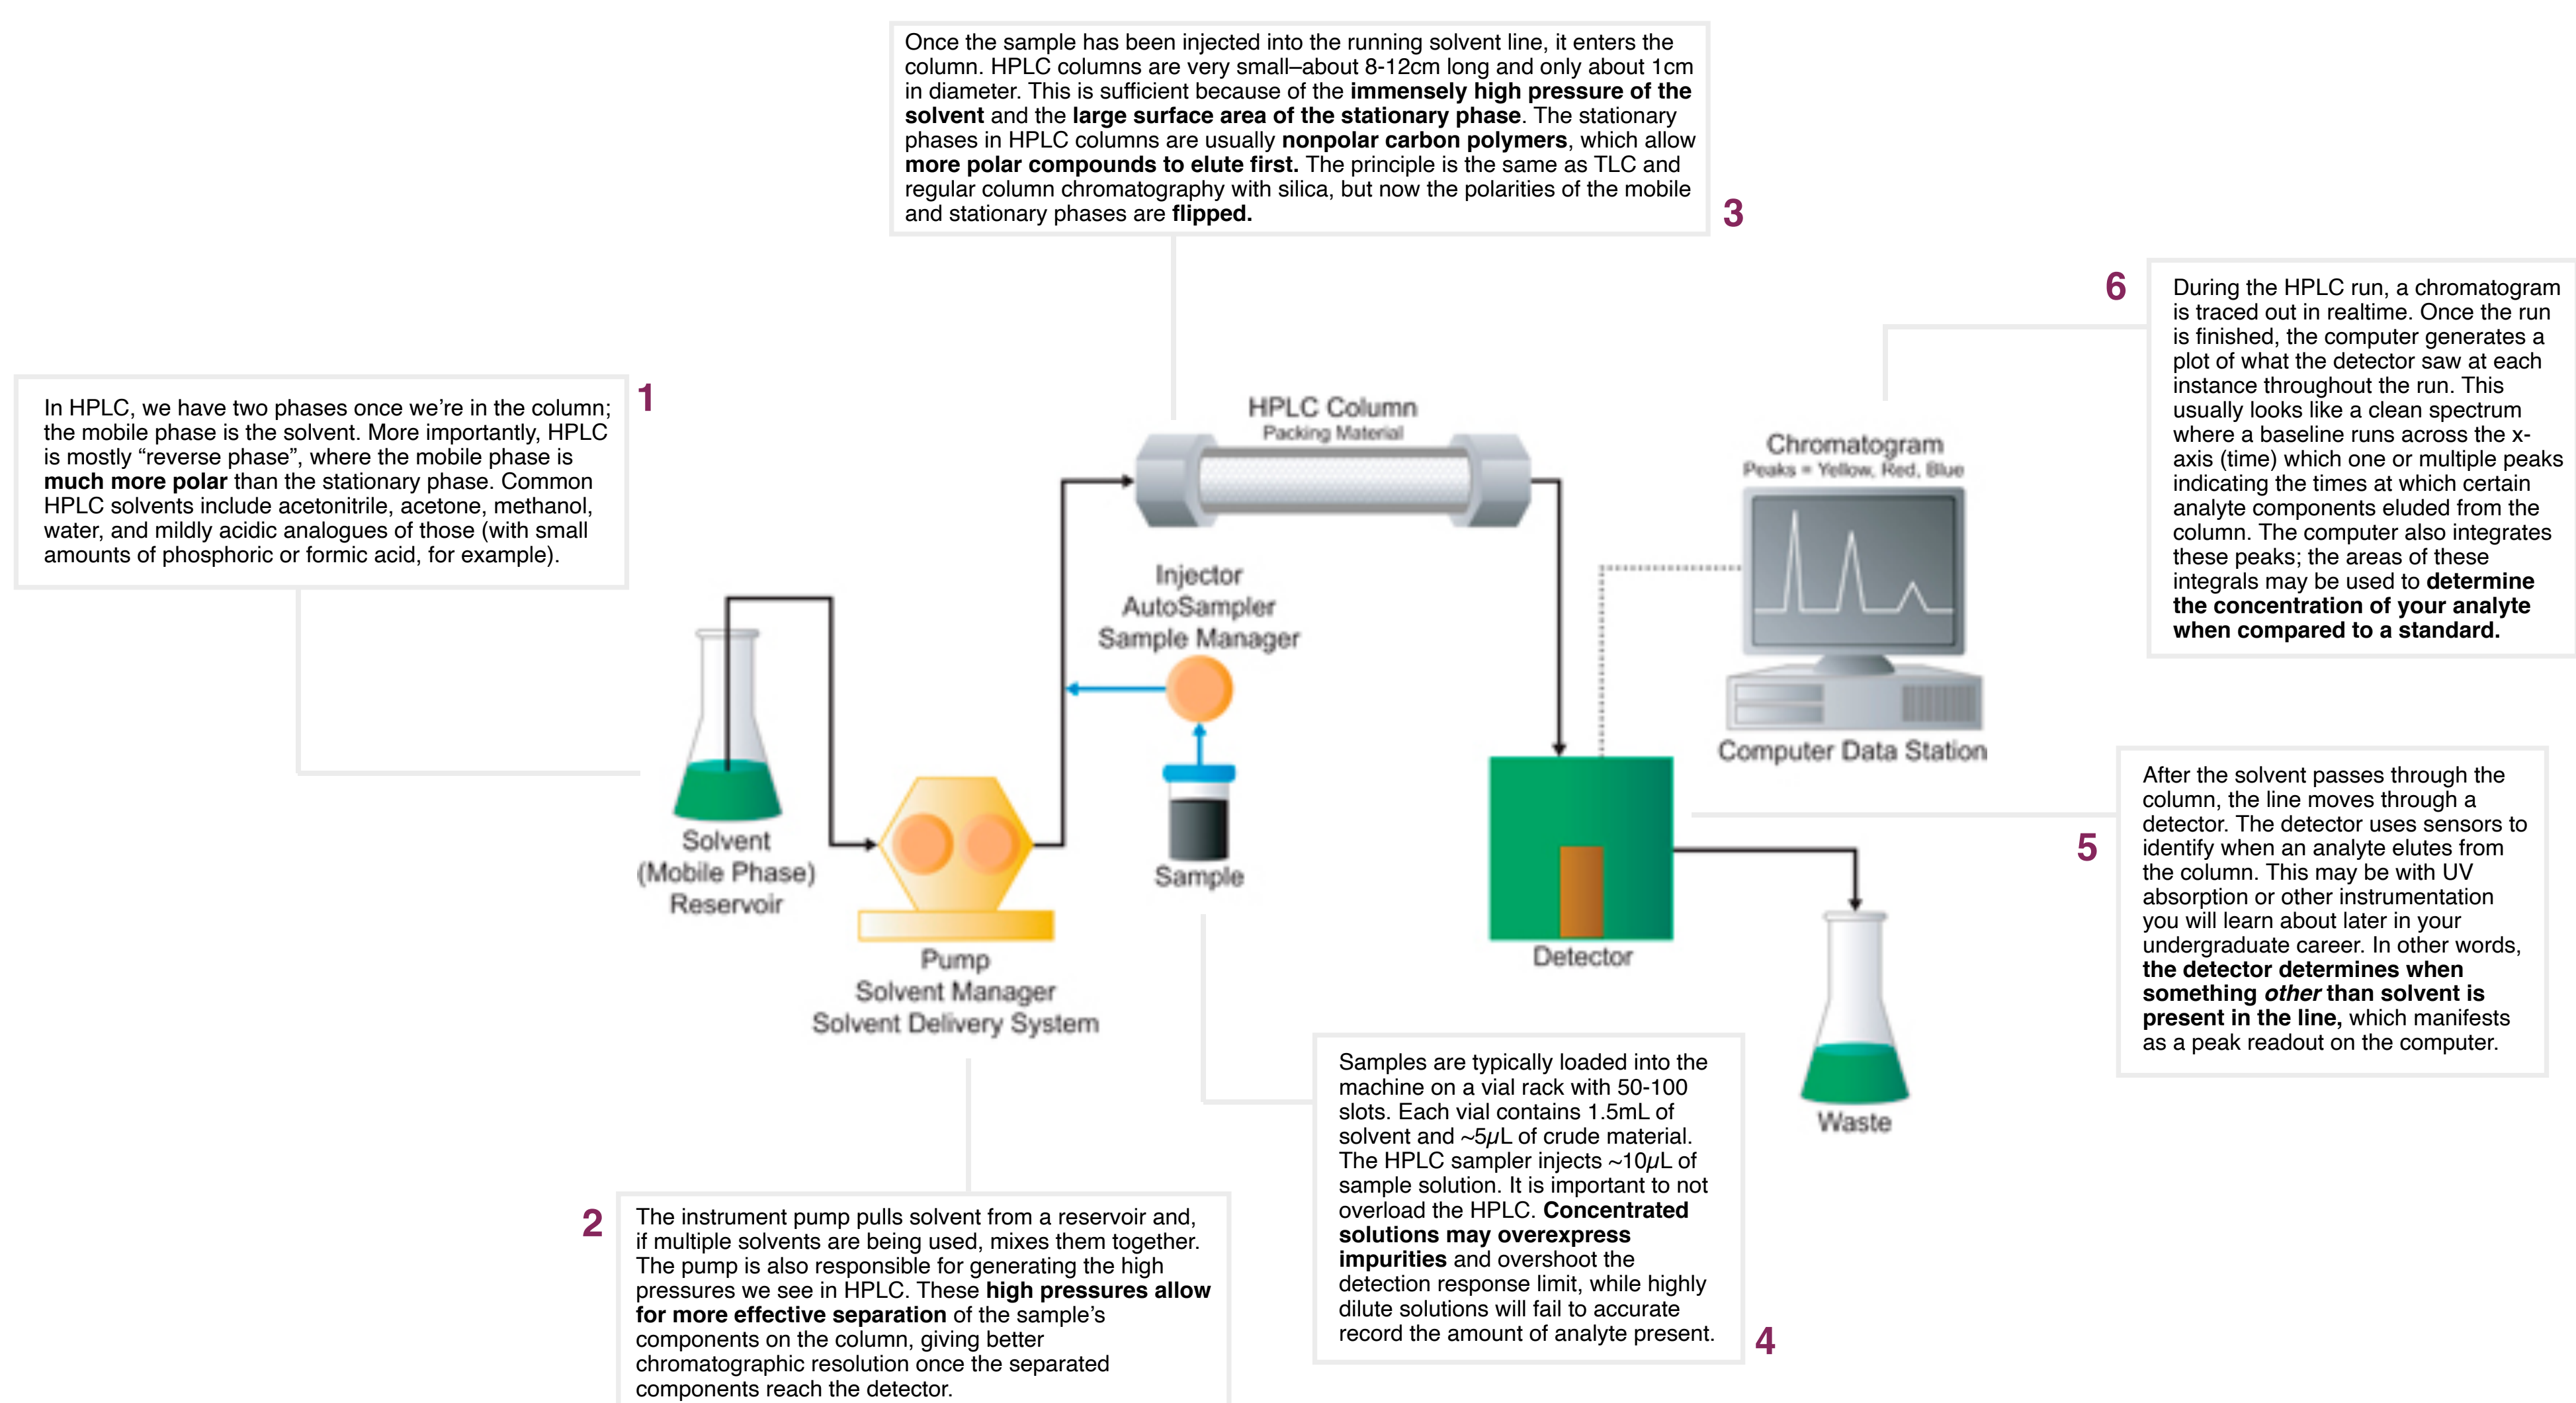 Once the sample has been injected into the running solvent line, it enters the
column. HPLC columns are very small–about 8-12cm long and only about 1cm
in diameter. This is sufficient because of the immensely high pressure of the
solvent and the large surface area of the stationary phase. The stationary
phases in HPLC columns are usually nonpolar carbon polymers, which allow
more polar compounds to elute first. The principle is the same as TLC and
regular column chromatography with silica, but now the polarities of the mobile
and stationary phases are flipped.
3
6
During the HPLC run, a chromatogram
is traced out in realtime. Once the run
is finished, the computer generates a
plot of what the detector saw at each
instance throughout the run. This
usually looks like a clean spectrum
where a baseline runs across the x-
axis (time) which one or multiple peaks
indicating the times at which certain
analyte components eluded from the
column. The computer also integrates
these peaks; the areas of these
integrals may be used to determine
the concentration of your analyte
when compared to a standard.
1
In HPLC, we have two phases once we’re in the column;
the mobile phase is the solvent. More importantly, HPLC
is mostly “reverse phase”, where the mobile phase is
much more polar than the stationary phase. Common
HPLC solvents include acetonitrile, acetone, methanol,
water, and mildly acidic analogues of those (with small
amounts of phosphoric or formic acid, for example).
HPLC Column
Packing Material
Chromatogram
Peaks = Yellow, Red, Blue
Injector
AutoSampler
Sample Manager
Computer Data Station
Solvent
(Mobile Phase)
Reservoir
Sample
Pump
Solvent Manager
Solvent Delivery System
Detector
Waste
5
After the solvent passes through the
column, the line moves through a
detector. The detector uses sensors to
identify when an analyte elutes from
the column. This may be with UV
absorption or other instrumentation
you will learn about later in your
undergraduate career. In other words,
the detector determines when
something other than solvent is
present in the line, which manifests
as a peak readout on the computer.
Samples are typically loaded into the
machine on a vial rack with 50-100
slots. Each vial contains 1.5mL of
solvent and ~5μL of crude material.
The HPLC sampler injects ~10μL of
sample solution. It is important to not
overload the HPLC. Concentrated
solutions may overexpress
impurities and overshoot the
detection response limit, while highly
dilute solutions will fail to accurate
record the amount of analyte present.
4
2
The instrument pump pulls solvent from a reservoir and,
if multiple solvents are being used, mixes them together.
The pump is also responsible for generating the high
pressures we see in HPLC. These high pressures allow
for more effective separation of the sample’s
components on the column, giving better
chromatographic resolution once the separated
components reach the detector.